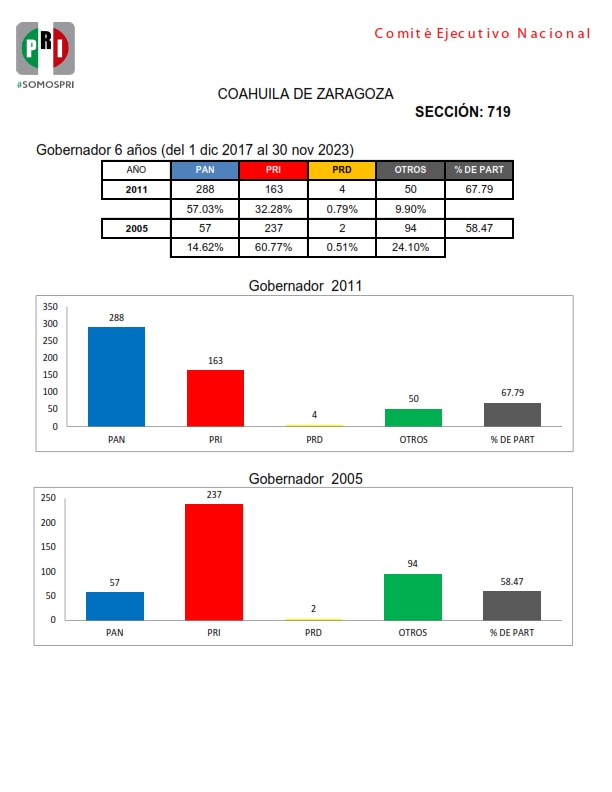 Comité Ejecutivo Nacional
PRI
#SOMOSPRI
COAHUILA DE ZARAGOZA
SECCIÓN: 719
Gobernador 6 años (del 1 dic 2017 al 30 nov 2023)
AÑO PAN PRI PRD OTROS % DE PART
2011 288 163 4 50 67.79
57.03% 32.28% 0.79% 9.90%
2005 57 237 2 94 58.47
14.62% 60.77% 0.51% 24.10%
Gobernador 2011
350
300
250
200
150
100
50
0
288
163
4
50
67.79
PAN PRI PRD OTROS % DE PART
Gobernador 2005
250
200
150
100
50
0
57
237
2
94
58.47
PAN PRI PRD OTROS % DE PART